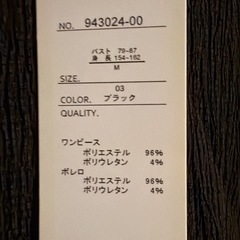 NO. 943024-00
バスト 79-87
身 長 154-162
M
SIZE. 03
COLOR. ブラック
QUALITY.
ワンピース
ポリエステル 96%
ポリウレタン 4%
ボレロ
ポリエステル 96%
ポリウレタン 4%